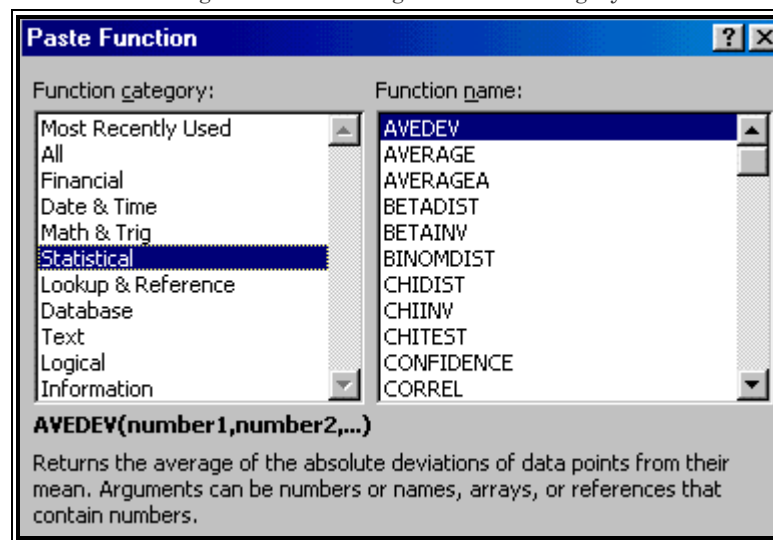 Paste Function
Function category:
Function name:
Most Recently Used
All
Financial
Date & Time
Math & Trig
Statistical
Lookup & Reference
Database
Text
Logical
Information
AVEDEV
AVERAGE
AVERAGEA
BETADIST
BETAINV
BINOMDIST
CHIDIST
CHIINV
CHITEST
CONFIDENCE
CORREL
AVEDEV(number1,number2,...)
Returns the average of the absolute deviations of data points from their
mean. Arguments can be numbers or names, arrays, or references that
contain numbers.